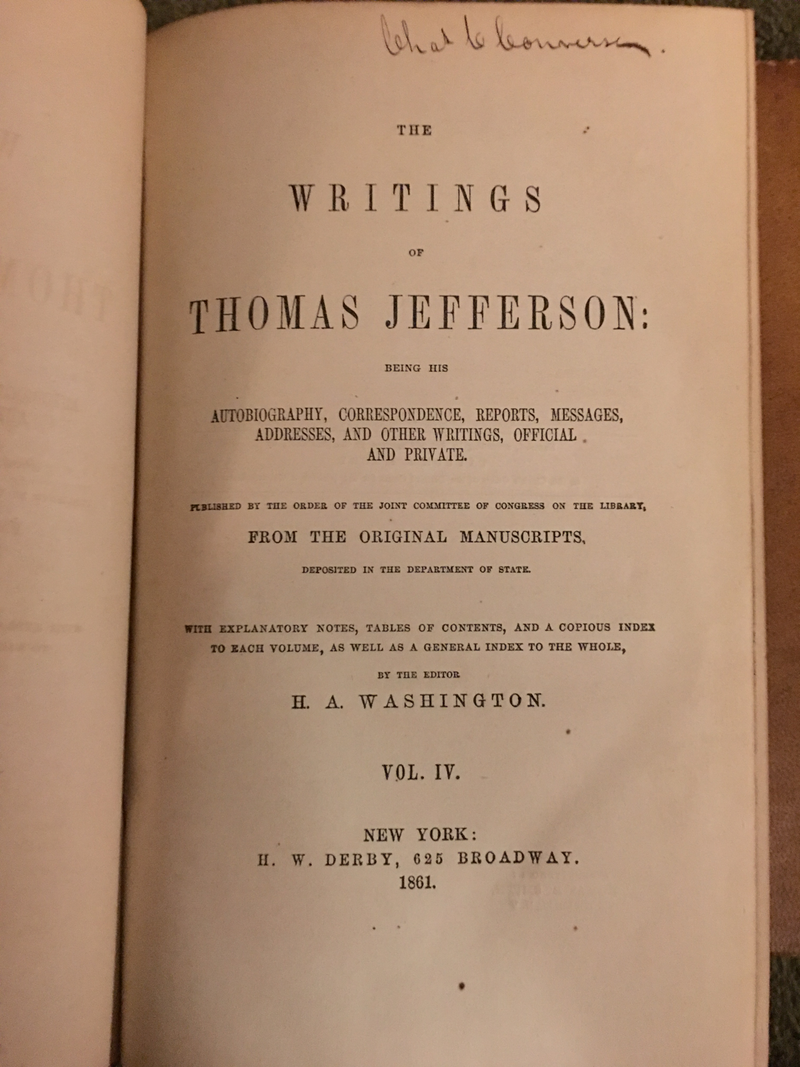 THE
WRITINGS
OF
THOMAS JEFFERSON:
BEING HIS
AUTOBIOGRAPHY, CORRESPONDENCE, REPORTS, MESSAGES,
ADDRESSES, AND OTHER WRITINGS, OFFICIAL
AND PRIVATE.
PUBLISHED BY THE ORDER OF THE JOINT COMMITTEE OF CONGRESS ON THE LIBRARY,
FROM THE ORIGINAL MANUSCRIPTS,
DEPOSITED IN THE DEPARTMENT OF STATE.
WITH EXPLANATORY NOTES, TABLES OF CONTENTS, AND A COPIOUS INDEX
TO EACH VOLUME, AS WELL AS A GENERAL INDEX TO THE WHOLE,
BY THE EDITOR
H. A. WASHINGTON.
VOL. IV.
NEW YORK:
H. W. DERBY, 625 BROADWAY.
1861.